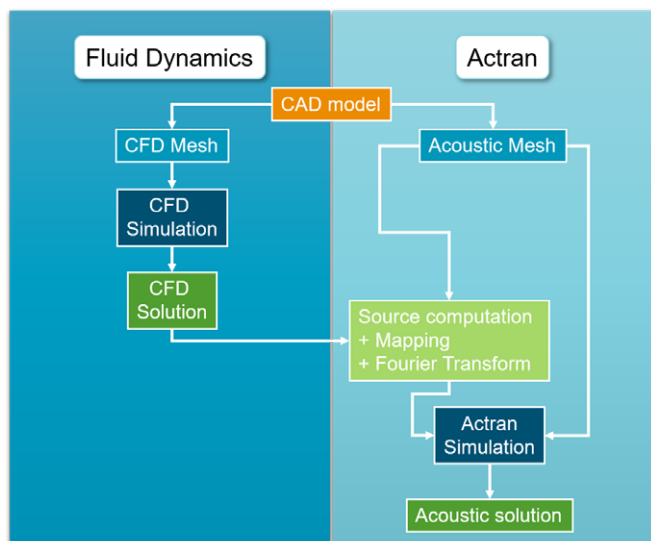 Fluid Dynamics
Actran
CAD model
CFD Mesh
Acoustic Mesh
CFD
Simulation
CFD
Solution
Source computation
+ Mapping
+ Fourier Transform
Actran
Simulation
Acoustic solution